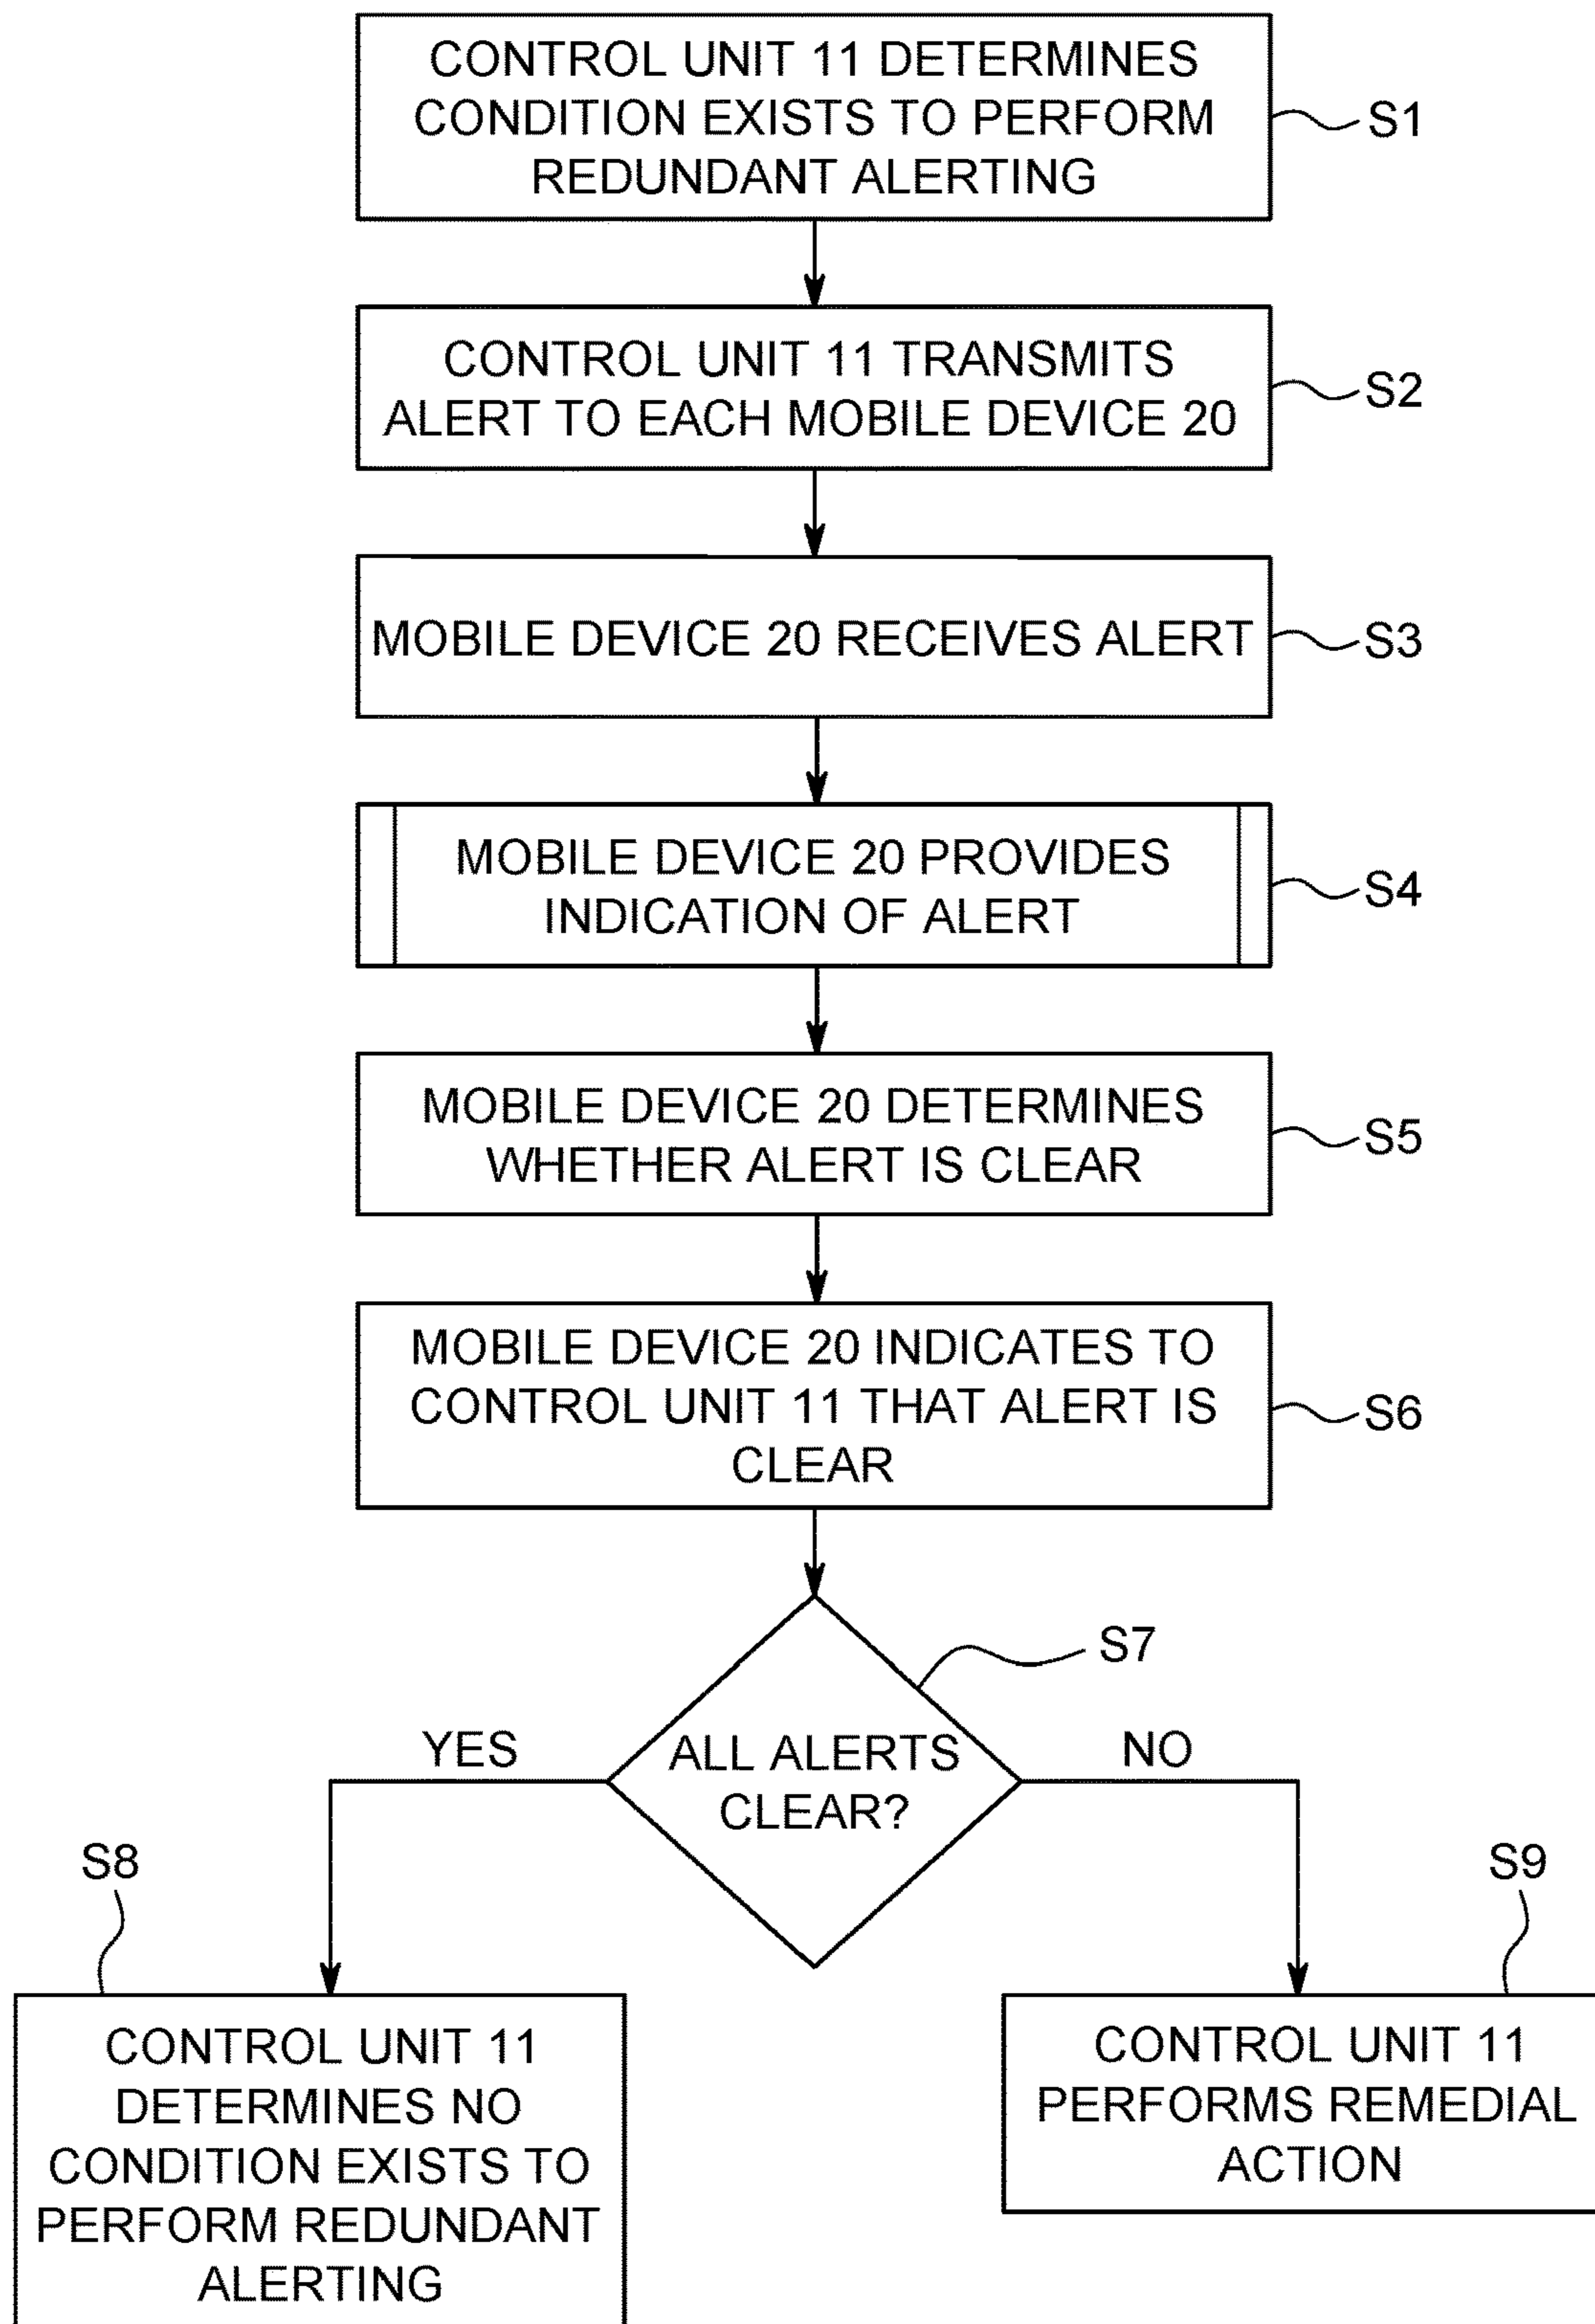 CONTROL UNIT 11 DETERMINES
CONDITION EXISTS TO PERFORM
REDUNDANT ALERTING
S1
CONTROL UNIT 11 TRANSMITS
ALERT TO EACH MOBILE DEVICE 20
S2
MOBILE DEVICE 20 RECEIVES ALERT
S3
MOBILE DEVICE 20 PROVIDES
INDICATION OF ALERT
S4
MOBILE DEVICE 20 DETERMINES
WHETHER ALERT IS CLEAR
S5
MOBILE DEVICE 20 INDICATES TO
CONTROL UNIT 11 THAT ALERT IS
CLEAR
S6
S7
ALL ALERTS
CLEAR?
YES
NO
S8
CONTROL UNIT 11
DETERMINES NO
CONDITION EXISTS TO
PERFORM REDUNDANT
ALERTING
S9
CONTROL UNIT 11
PERFORMS REMEDIAL
ACTION